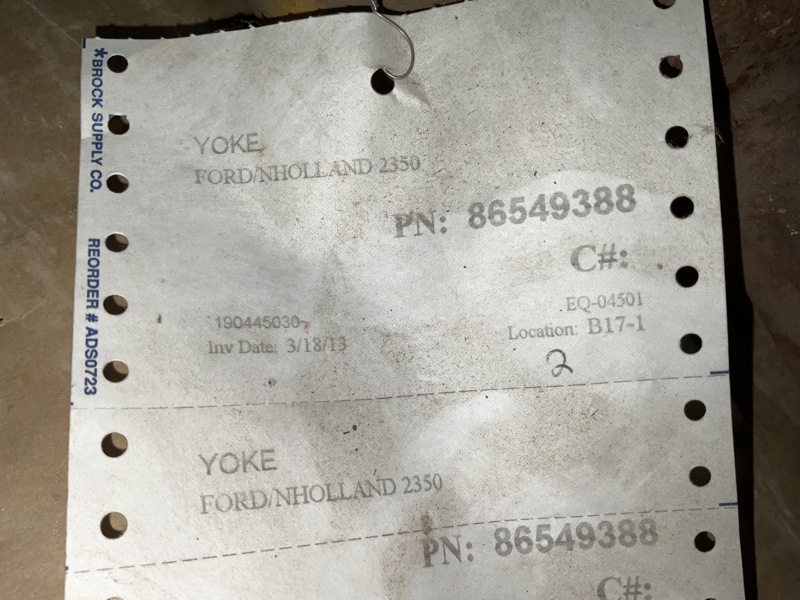 *BROCK SUPPLY CO. REORDER # ADS0723
YOKE
FORD/NHOLLAND 2350
PN: 86549388
C#:
190445030-
Inv Date: 3/18/13
EQ-04501
Location: B17-1
2
YOKE
FORD/NHOLLAND 2350
PN: 86549388
C#: